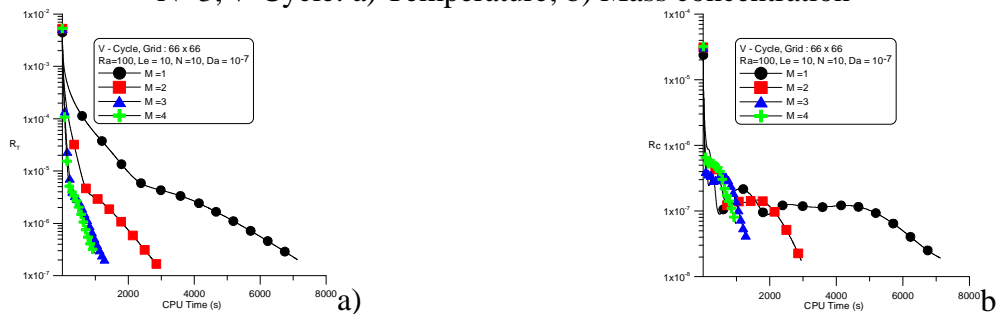 N=5, V-Cycle: a) Temperature; b) Mass concentration
1x10-2
1x10-3
1x10-4
1x10-5
1x10-6
1x10-7
RT
V - Cycle, Grid : 66 x 66
Ra=100, Le = 10, N =10, Da = 10-7
M =1
M =2
M =3
M =4
0 2000 4000 6000 8000
CPU Time (s)
a)
1x10-4
1x10-5
1x10-6
1x10-7
1x10-8
RC
V - Cycle, Grid : 66 x 66
Ra=100, Le = 10, N =10, Da = 10-7
M =1
M =2
M =3
M =4
0 2000 4000 6000 8000
CPU Time (s)
b